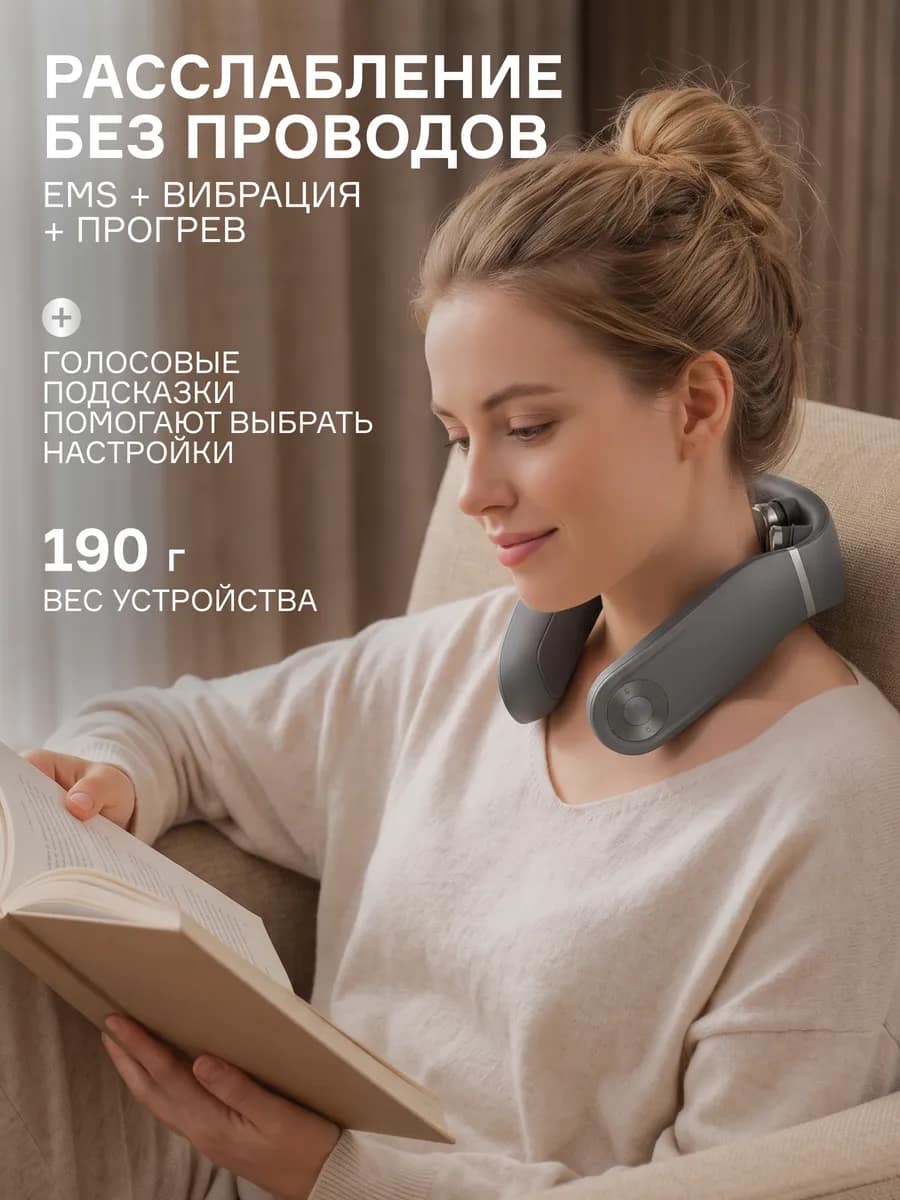 РАССЛАБЛЕНИЕ
БЕЗ ПРОВОДОВ
EMS + ВИБРАЦИЯ
+ ПРОГРЕВ
+
ГОЛОСОВЫЕ
ПОДСКАЗКИ
ПОМОГАЮТ ВЫБРАТЬ
НАСТРОЙКИ
190 г
ВЕС УСТРОЙСТВА